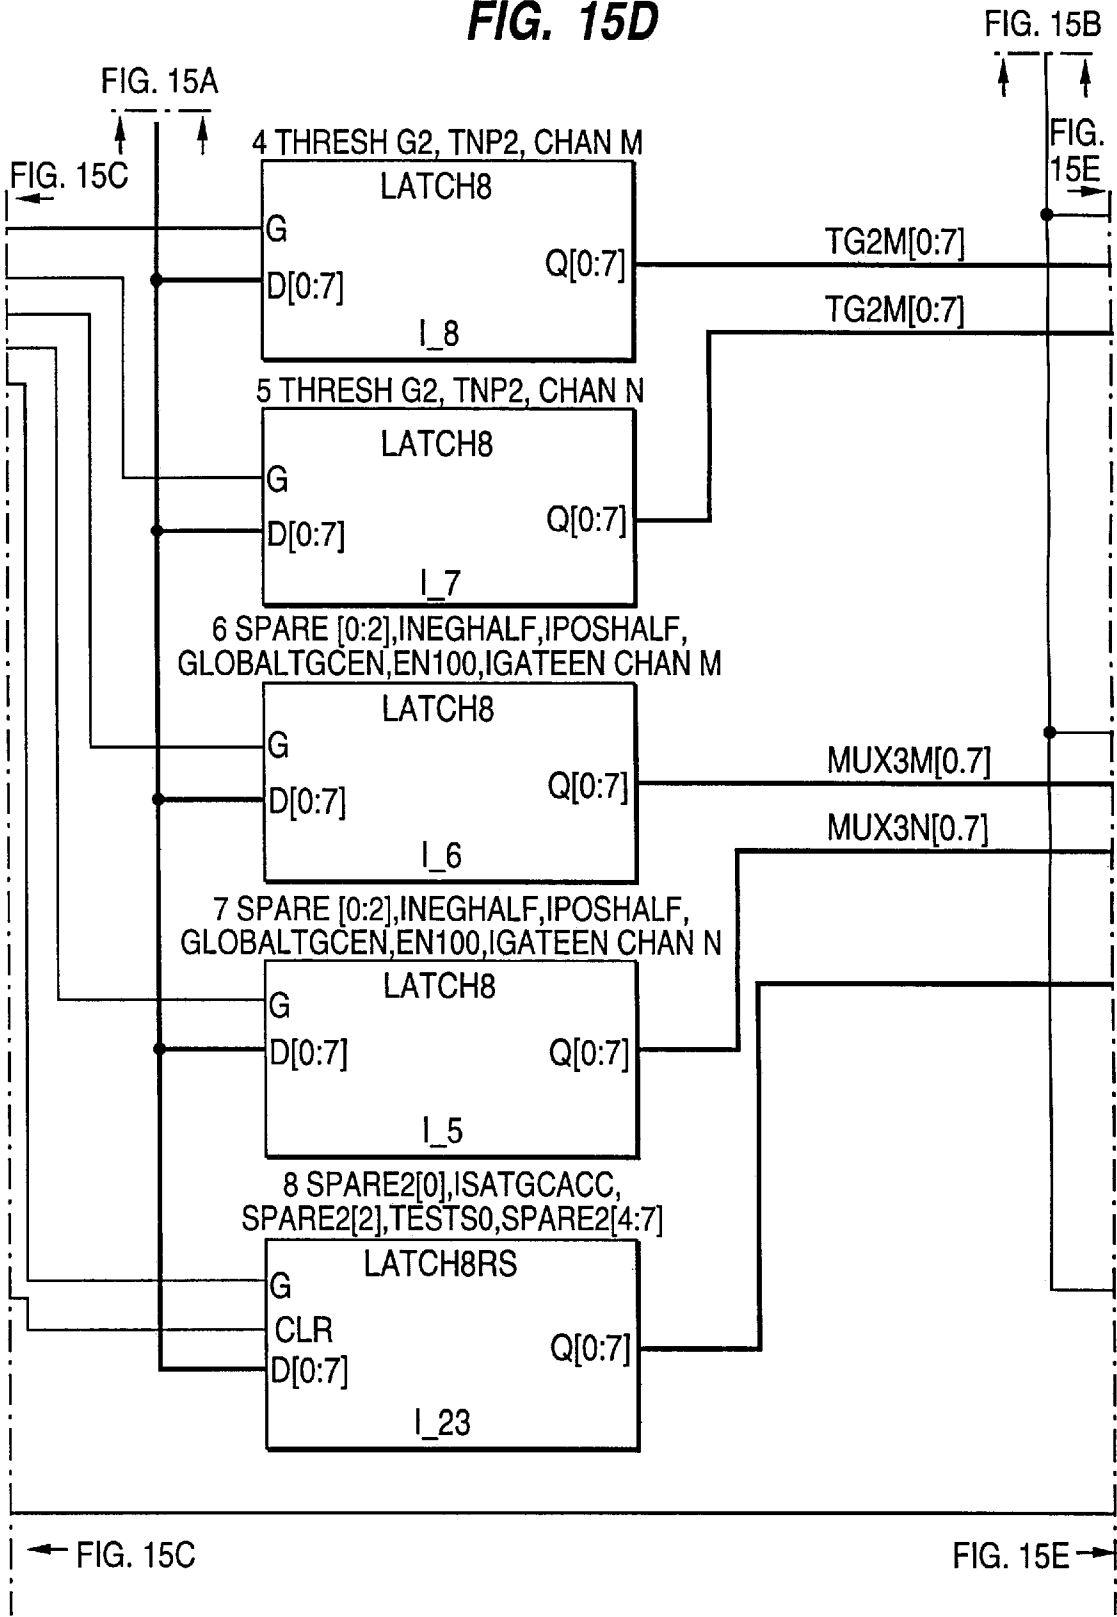 FIG. 15D
FIG. 15B
FIG. 15A
FIG.
15E
FIG. 15C
4 THRESH G2, TNP2, CHAN M
LATCH8
G
D[0:7]
Q[0:7]
I_8
TG2M[0:7]
TG2M[0:7]
5 THRESH G2, TNP2, CHAN N
LATCH8
G
D[0:7]
Q[0:7]
I_7
6 SPARE [0:2],INEGHALF,IPOSHALF,
GLOBALTGCEN,EN100,IGATEEN CHAN M
LATCH8
G
D[0:7]
Q[0:7]
I_6
MUX3M[0.7]
MUX3N[0.7]
7 SPARE [0:2],INEGHALF,IPOSHALF,
GLOBALTGCEN,EN100,IGATEEN CHAN N
LATCH8
G
D[0:7]
Q[0:7]
I_5
8 SPARE2[0],ISATGCACC,
SPARE2[2],TESTS0,SPARE2[4:7]
LATCH8RS
G
CLR
D[0:7]
Q[0:7]
I_23
FIG. 15C
FIG. 15E